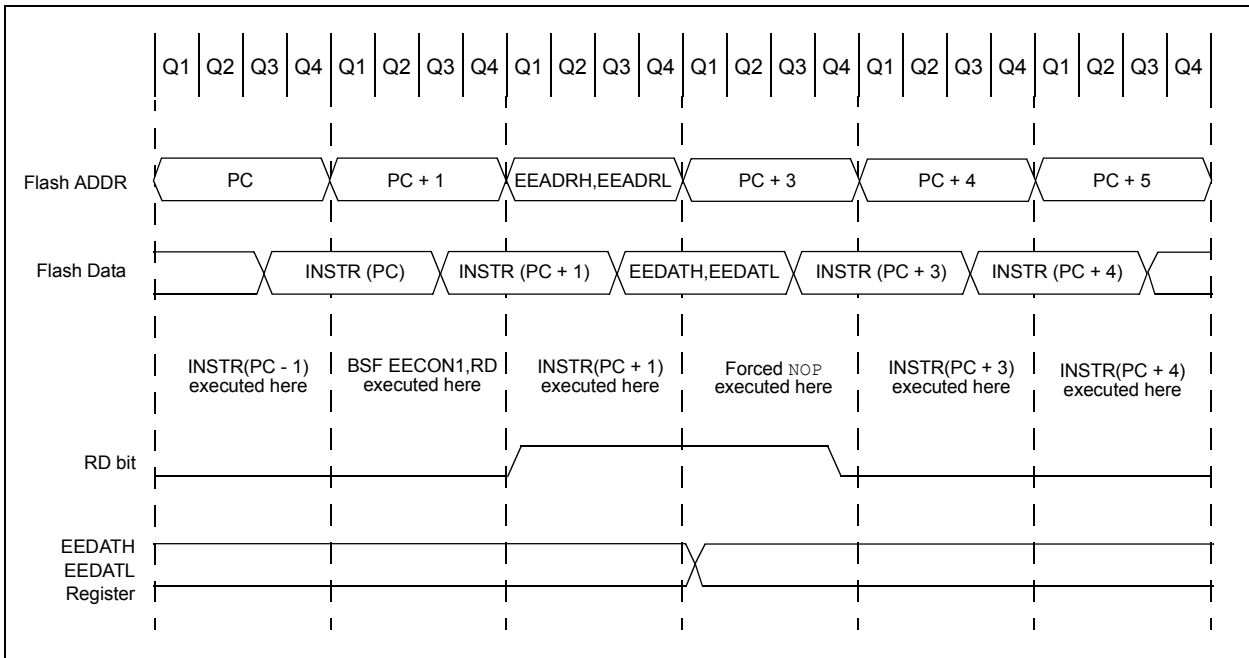 Q1 Q2 Q3 Q4 Q1 Q2 Q3 Q4 Q1 Q2 Q3 Q4 Q1 Q2 Q3 Q4 Q1 Q2 Q3 Q4 Q1 Q2 Q3 Q4
Flash ADDR PC PC + 1 EEADRH,EEADRL PC + 3 PC + 4 PC + 5
Flash Data INSTR (PC) INSTR (PC + 1) EEDATH,EEDATL INSTR (PC + 3) INSTR (PC + 4)
INSTR(PC - 1) BSF EECON1,RD INSTR(PC + 1) Forced NOP INSTR(PC + 3) INSTR(PC + 4)
executed here executed here executed here executed here executed here executed here
RD bit
EEDATH
EEDATL
Register